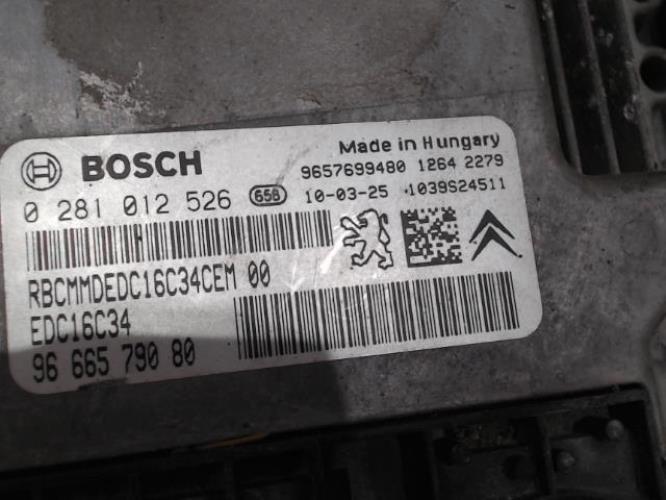 BOSCH
Made in Hungary
9657699480 1264 2279
0 281 012 526 658 10-03-25 1039S24511
RBCMMDEDC16C34CEM 00
EDC16C34
96 665 790 80